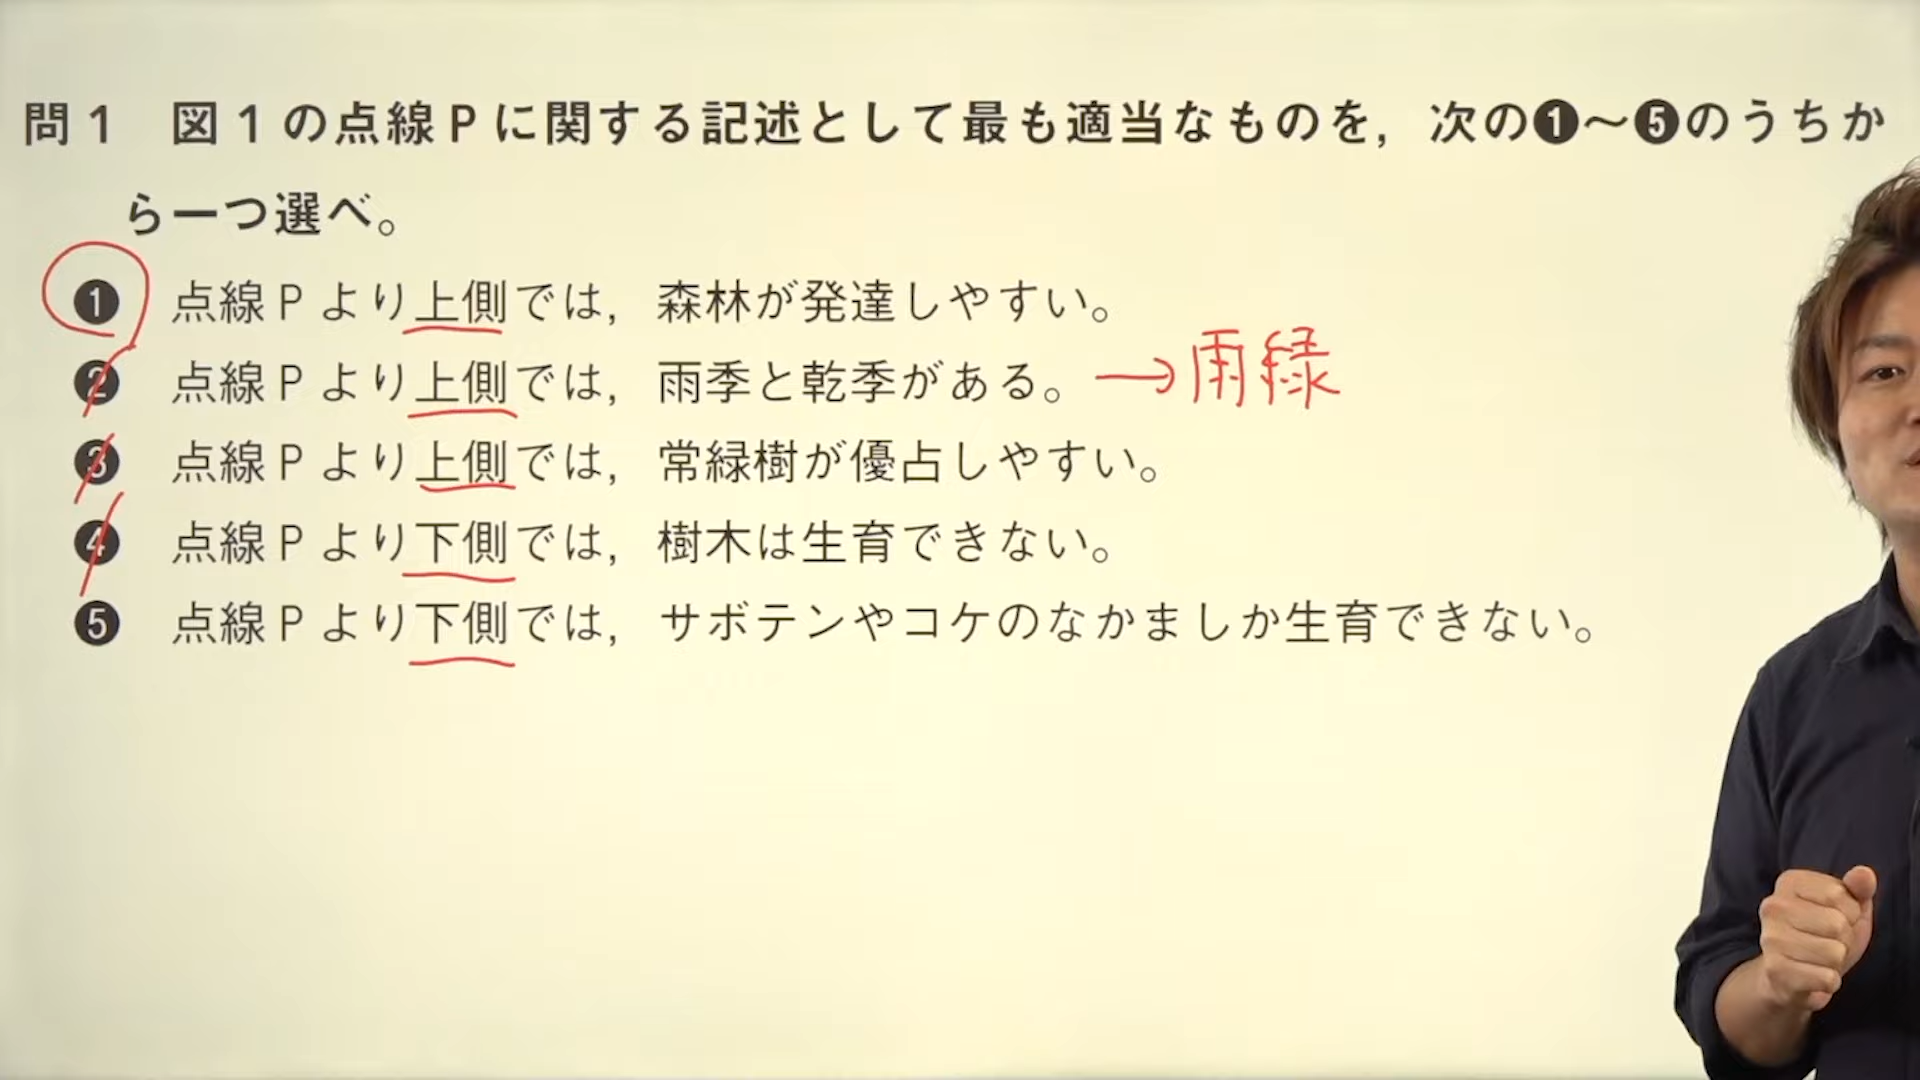 問1 図1の点線Pに関する記述として最も適当なものを，次の❶～❺のうちか
ら一つ選べ。
❶ 点線Pより上側では，森林が発達しやすい。
❷ 点線Pより上側では，雨季と乾季がある。→雨緑
❸ 点線Pより上側では，常緑樹が優占しやすい。
❹ 点線Pより下側では，樹木は生育できない。
❺ 点線Pより下側では，サボテンやコケのなかましか生育できない。